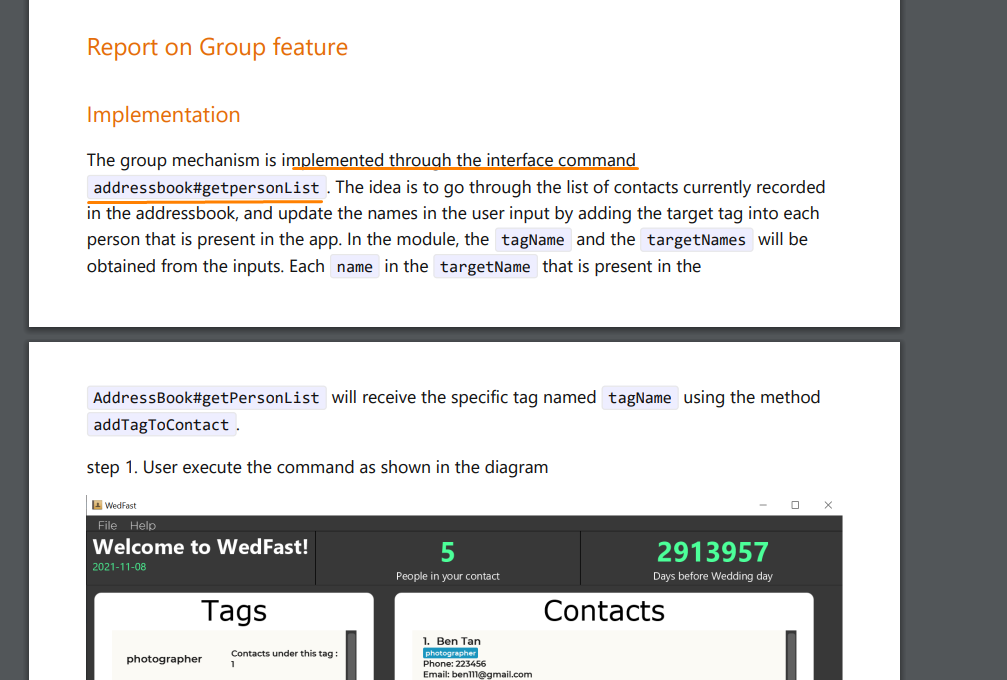 Report on Group feature
Implementation
The group mechanism is implemented through the interface command
addressbook#getpersonList . The idea is to go through the list of contacts currently recorded
in the addressbook, and update the names in the user input by adding the target tag into each
person that is present in the app. In the module, the tagName and the targetNames will be
obtained from the inputs. Each name in the targetName that is present in the
AddressBook#getPersonList will receive the specific tag named tagName using the method
addTagToContact .
step 1. User execute the command as shown in the diagram
WedFast
File Help
Welcome to WedFast!
2021-11-08
5
People in your contact
2913957
Days before Wedding day
Tags
photographer
Contacts under this tag :
1
Contacts
1. Ben Tan
photographer
Phone: 223456
Email: ben111@gmail.com